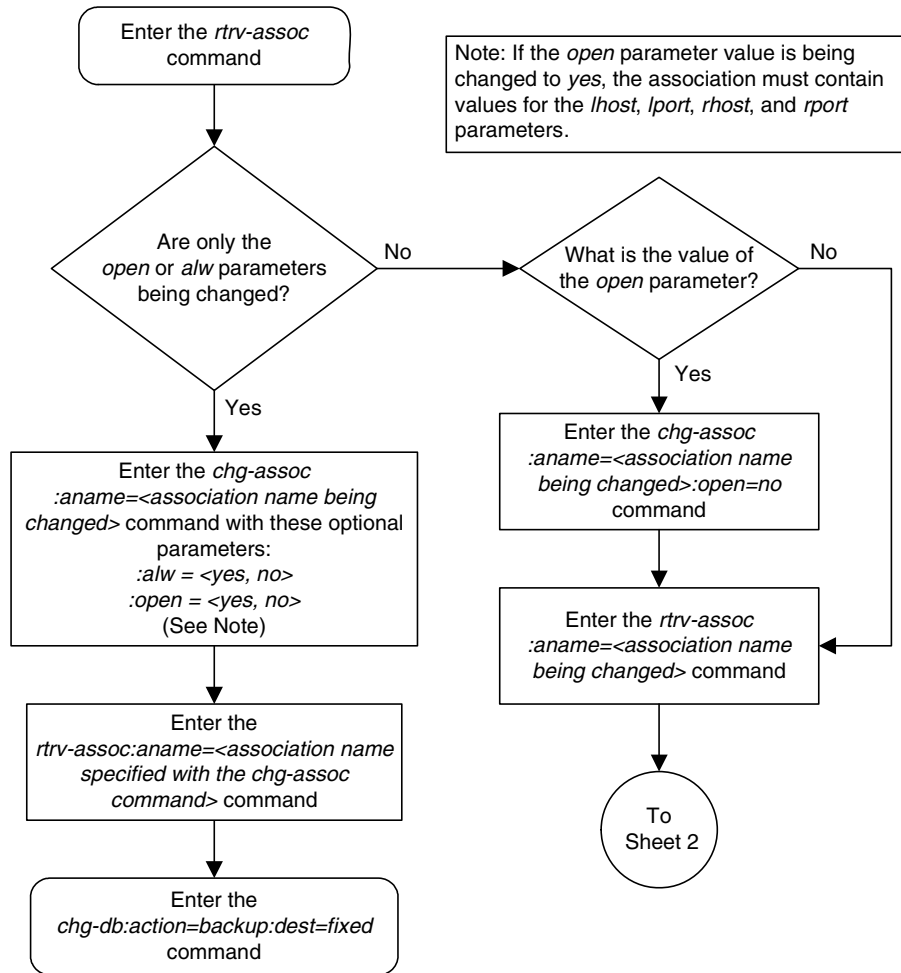 Enter the rtrv-assoc
command
Note: If the open parameter value is being
changed to yes, the association must contain
values for the lhost, lport, rhost, and rport
parameters.
Are only the
open or alw parameters
being changed?
No
What is the value of
the open parameter?
No
Yes
Yes
Enter the chg-assoc
:aname=<association name being
changed> command with these optional
parameters:
:alw = <yes, no>
:open = <yes, no>
(See Note)
Enter the chg-assoc
:aname=<association name
being changed>:open=no
command
Enter the rtrv-assoc
:aname=<association name
being changed> command
Enter the
rtrv-assoc:aname=<association name
specified with the chg-assoc
command> command
To
Sheet 2
Enter the
chg-db:action=backup:dest=fixed
command